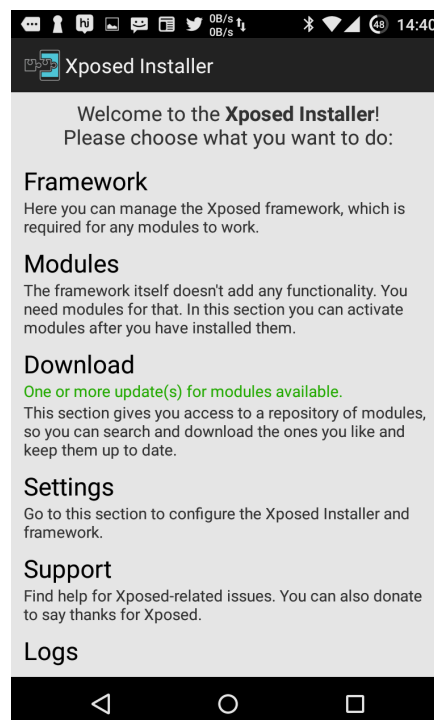 hi
0B/s
0B/s
48
14:40
Xposed Installer
Welcome to the Xposed Installer!
Please choose what you want to do:
Framework
Here you can manage the Xposed framework, which is
required for any modules to work.
Modules
The framework itself doesn't add any functionality. You
need modules for that. In this section you can activate
modules after you have installed them.
Download
One or more update(s) for modules available.
This section gives you access to a repository of modules,
so you can search and download the ones you like and
keep them up to date.
Settings
Go to this section to configure the Xposed Installer and
framework.
Support
Find help for Xposed-related issues. You can also donate
to say thanks for Xposed.
Logs